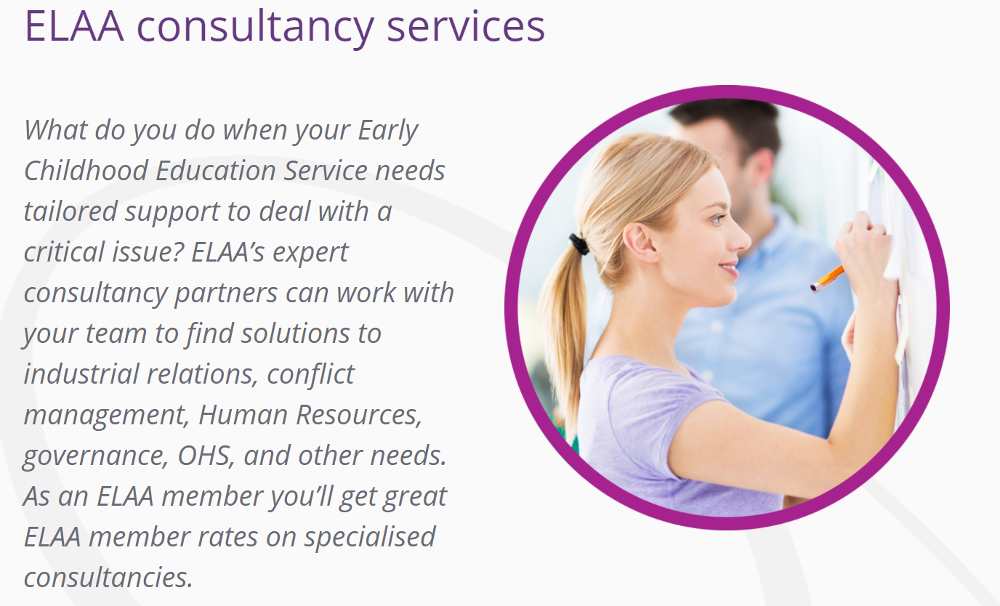 ELAA consultancy services
What do you do when your Early
Childhood Education Service needs
tailored support to deal with a
critical issue? ELAA’s expert
consultancy partners can work with
your team to find solutions to
industrial relations, conflict
management, Human Resources,
governance, OHS, and other needs.
As an ELAA member you’ll get great
ELAA member rates on specialised
consultancies.